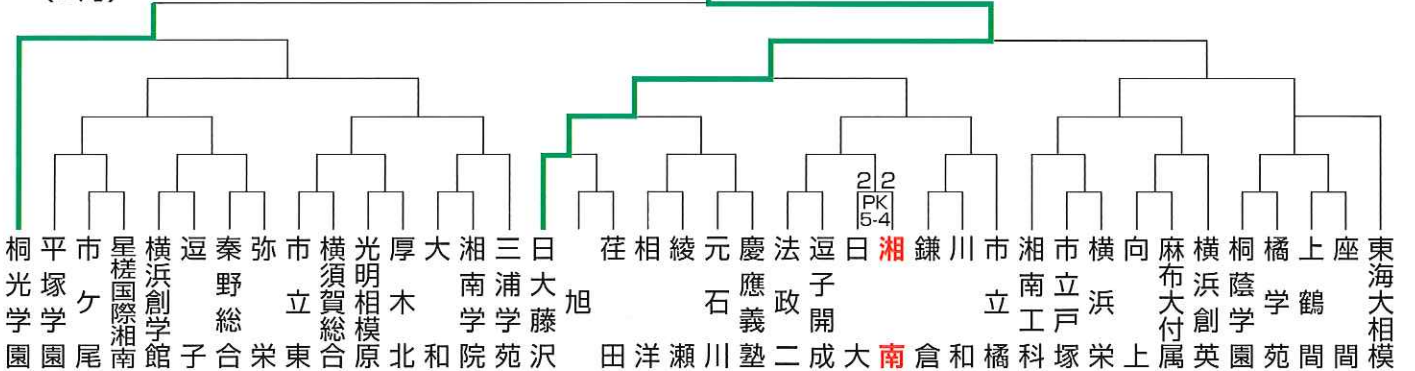 2 2
PK
5-4
桐光学園
平塚学園
市ケ尾
星槎国際湘南
横浜創学館
逗子
秦野総合
弥栄
市立東
横須賀総合
光明相模原
厚木北
大和
湘南学院
三浦学苑
日大藤沢
旭
荏田
相洋
綾瀬
元石川
慶應義塾
法政二
逗子開成
日大
湘南
鎌倉
川和
市立橘
湘南工科
市立戸塚
横浜栄
向上
麻布大付属
横浜創英
桐蔭学園
橘学苑
上鶴間
座間
東海大相模